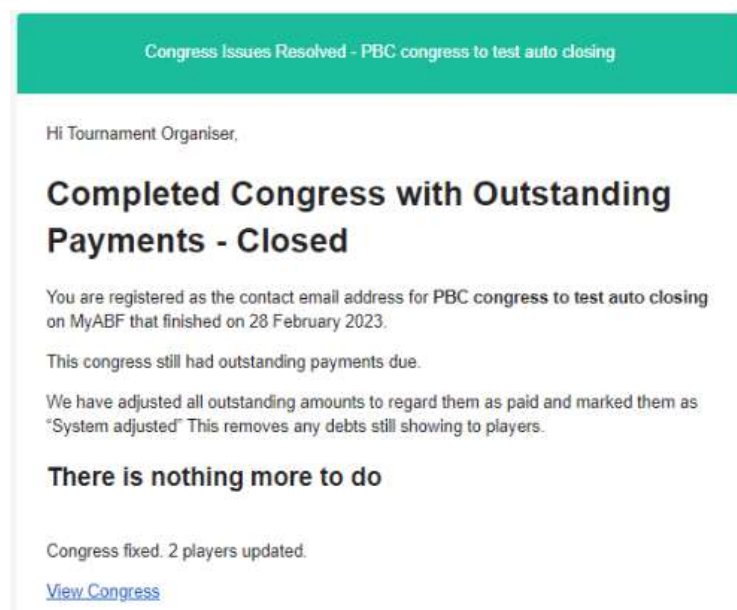 Congress Issues Resolved - PBC congress to test auto closing
Hi Tournament Organiser,
Completed Congress with Outstanding
Payments - Closed
You are registered as the contact email address for PBC congress to test auto closing
on MyABF that finished on 28 February 2023.
This congress still had outstanding payments due.
We have adjusted all outstanding amounts to regard them as paid and marked them as
“System adjusted” This removes any debts still showing to players.
There is nothing more to do
Congress fixed. 2 players updated.
View Congress